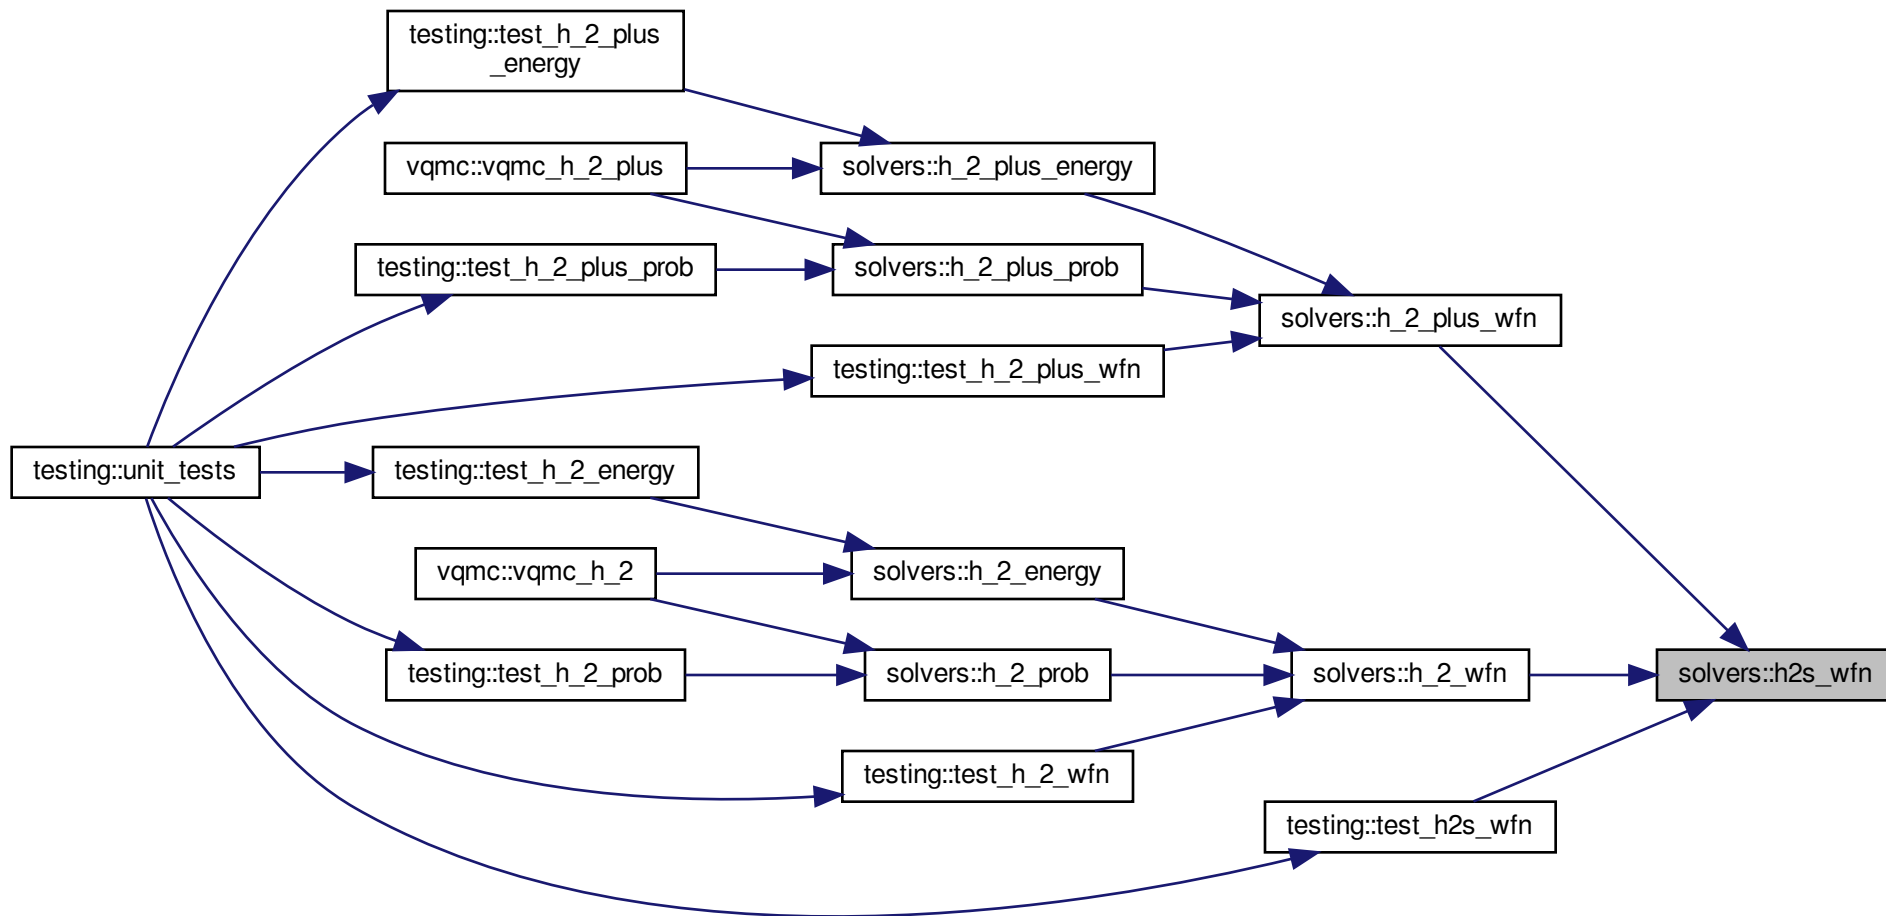 testing::test_h_2_plus
_energy
vqmc::vqmc_h_2_plus
solvers::h_2_plus_energy
testing::test_h_2_plus_prob
solvers::h_2_plus_prob
solvers::h_2_plus_wfn
testing::test_h_2_plus_wfn
testing::unit_tests
testing::test_h_2_energy
vqmc::vqmc_h_2
solvers::h_2_energy
testing::test_h_2_prob
solvers::h_2_prob
solvers::h_2_wfn
solvers::h2s_wfn
testing::test_h_2_wfn
testing::test_h2s_wfn